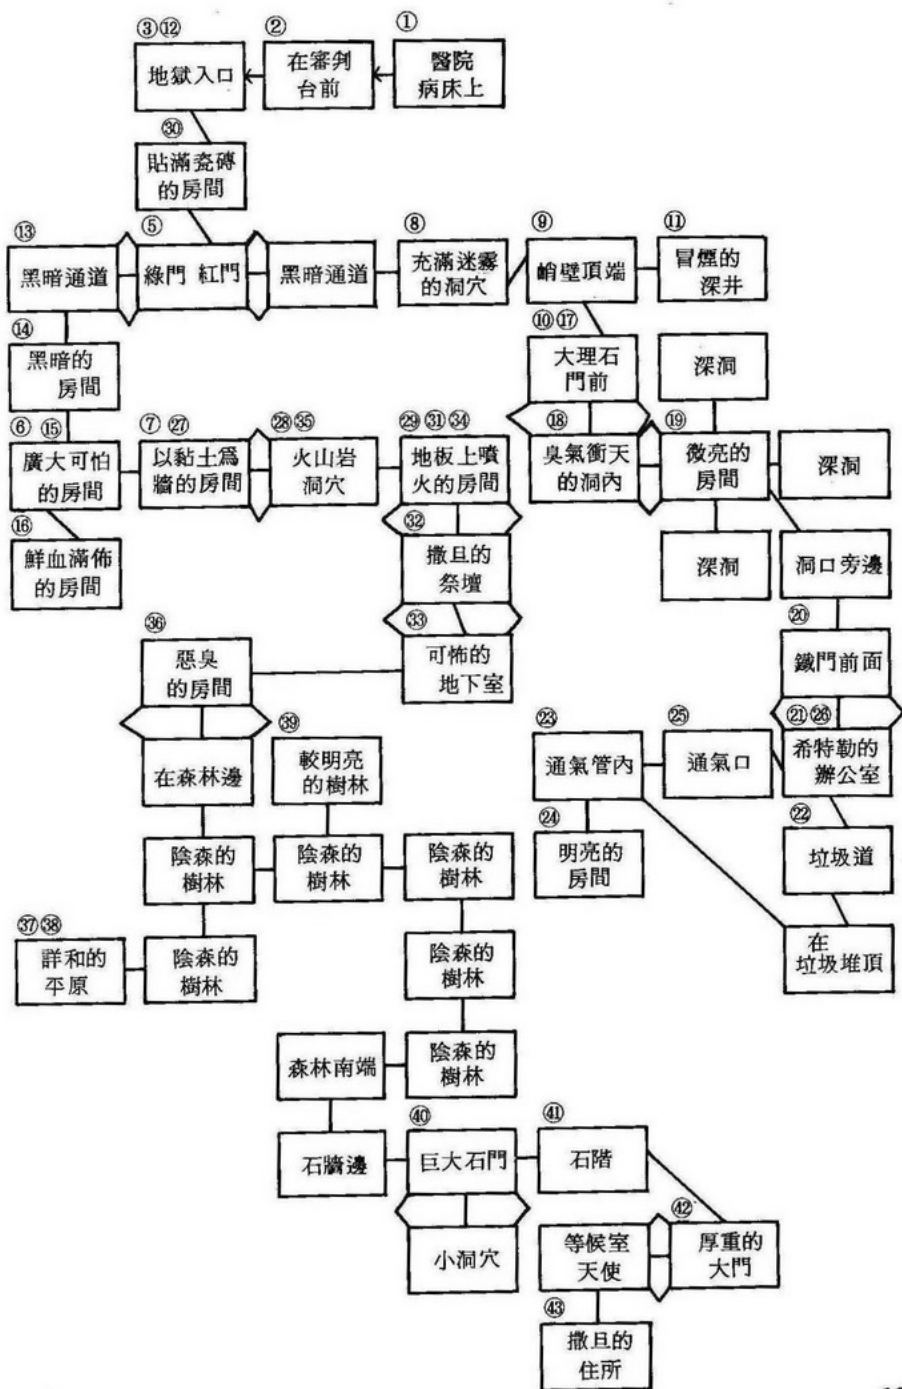 ③⑫
②
①
地獄入口
在審判
台前
醫院
病床上
㉚
貼滿瓷磚
的房間
⑬
⑤
⑧
⑨
⑪
黑暗通道
綠門 紅門
黑暗通道
充滿迷霧
的洞穴
峭壁頂端
冒煙的
深井
⑭
黑暗的
房間
⑩⑰
大理石
門前
深洞
⑥⑮
廣大可怕
的房間
⑦㉗
以黏土爲
牆的房間
㉘㉟
火山岩
洞穴
㉙㉛㉞
地板上噴
火的房間
⑱
臭氣衝天
的洞內
⑲
微亮的
房間
深洞
⑯
鮮血滿佈
的房間
㉜
撒旦的
祭壇
深洞
洞口旁邊
㊱
惡臭
的房間
㉝
可怖的
地下室
⑳
鐵門前面
在森林邊
㊴
較明亮
的樹林
㉓
通氣管內
㉕
通氣口
㉑㉖
希特勒的
辦公室
陰森的
樹林
陰森的
樹林
陰森的
樹林
㉔
明亮的
房間
㉒
垃圾道
㊲㊳
詳和的
平原
陰森的
樹林
陰森的
樹林
在
垃圾堆頂
森林南端
陰森的
樹林
石牆邊
㊵
巨大石門
㊶
石階
小洞穴
等候室
天使
㊷
厚重的
大門
㊸
撒旦的
住所